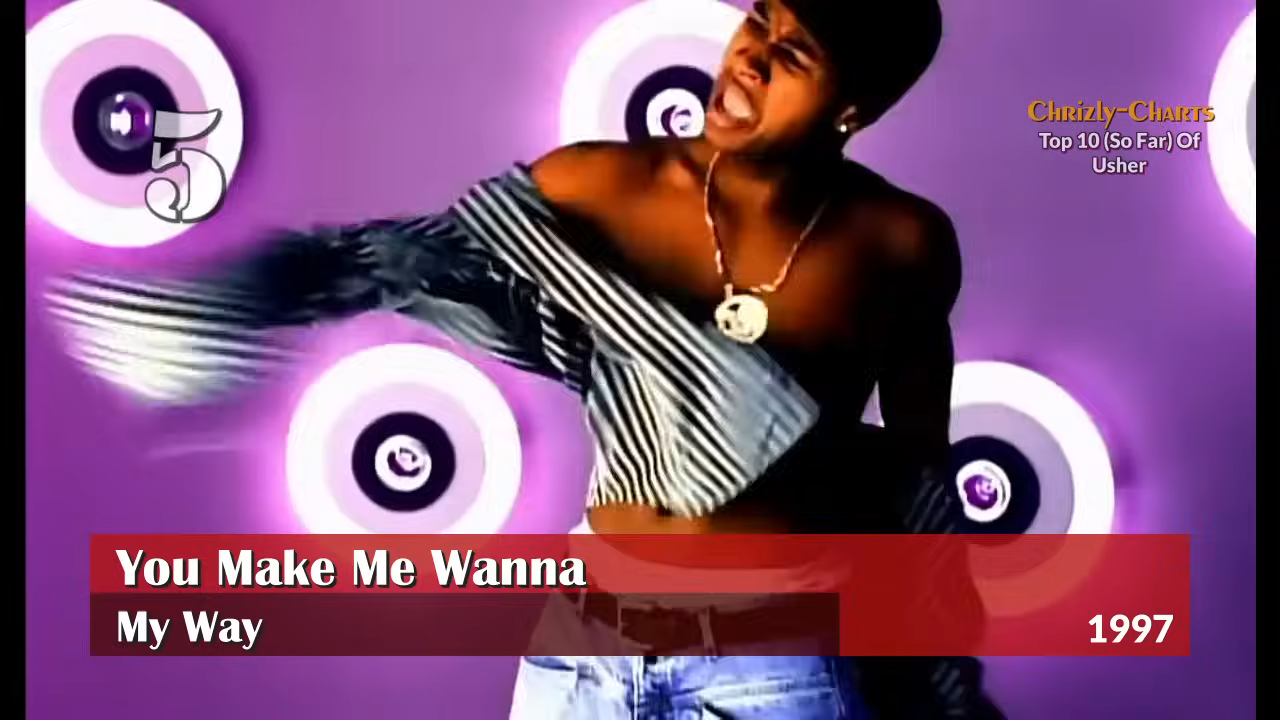 5
Chrizly-Charts
Top 10 (So Far) Of
Usher
You Make Me Wanna
My Way
1997